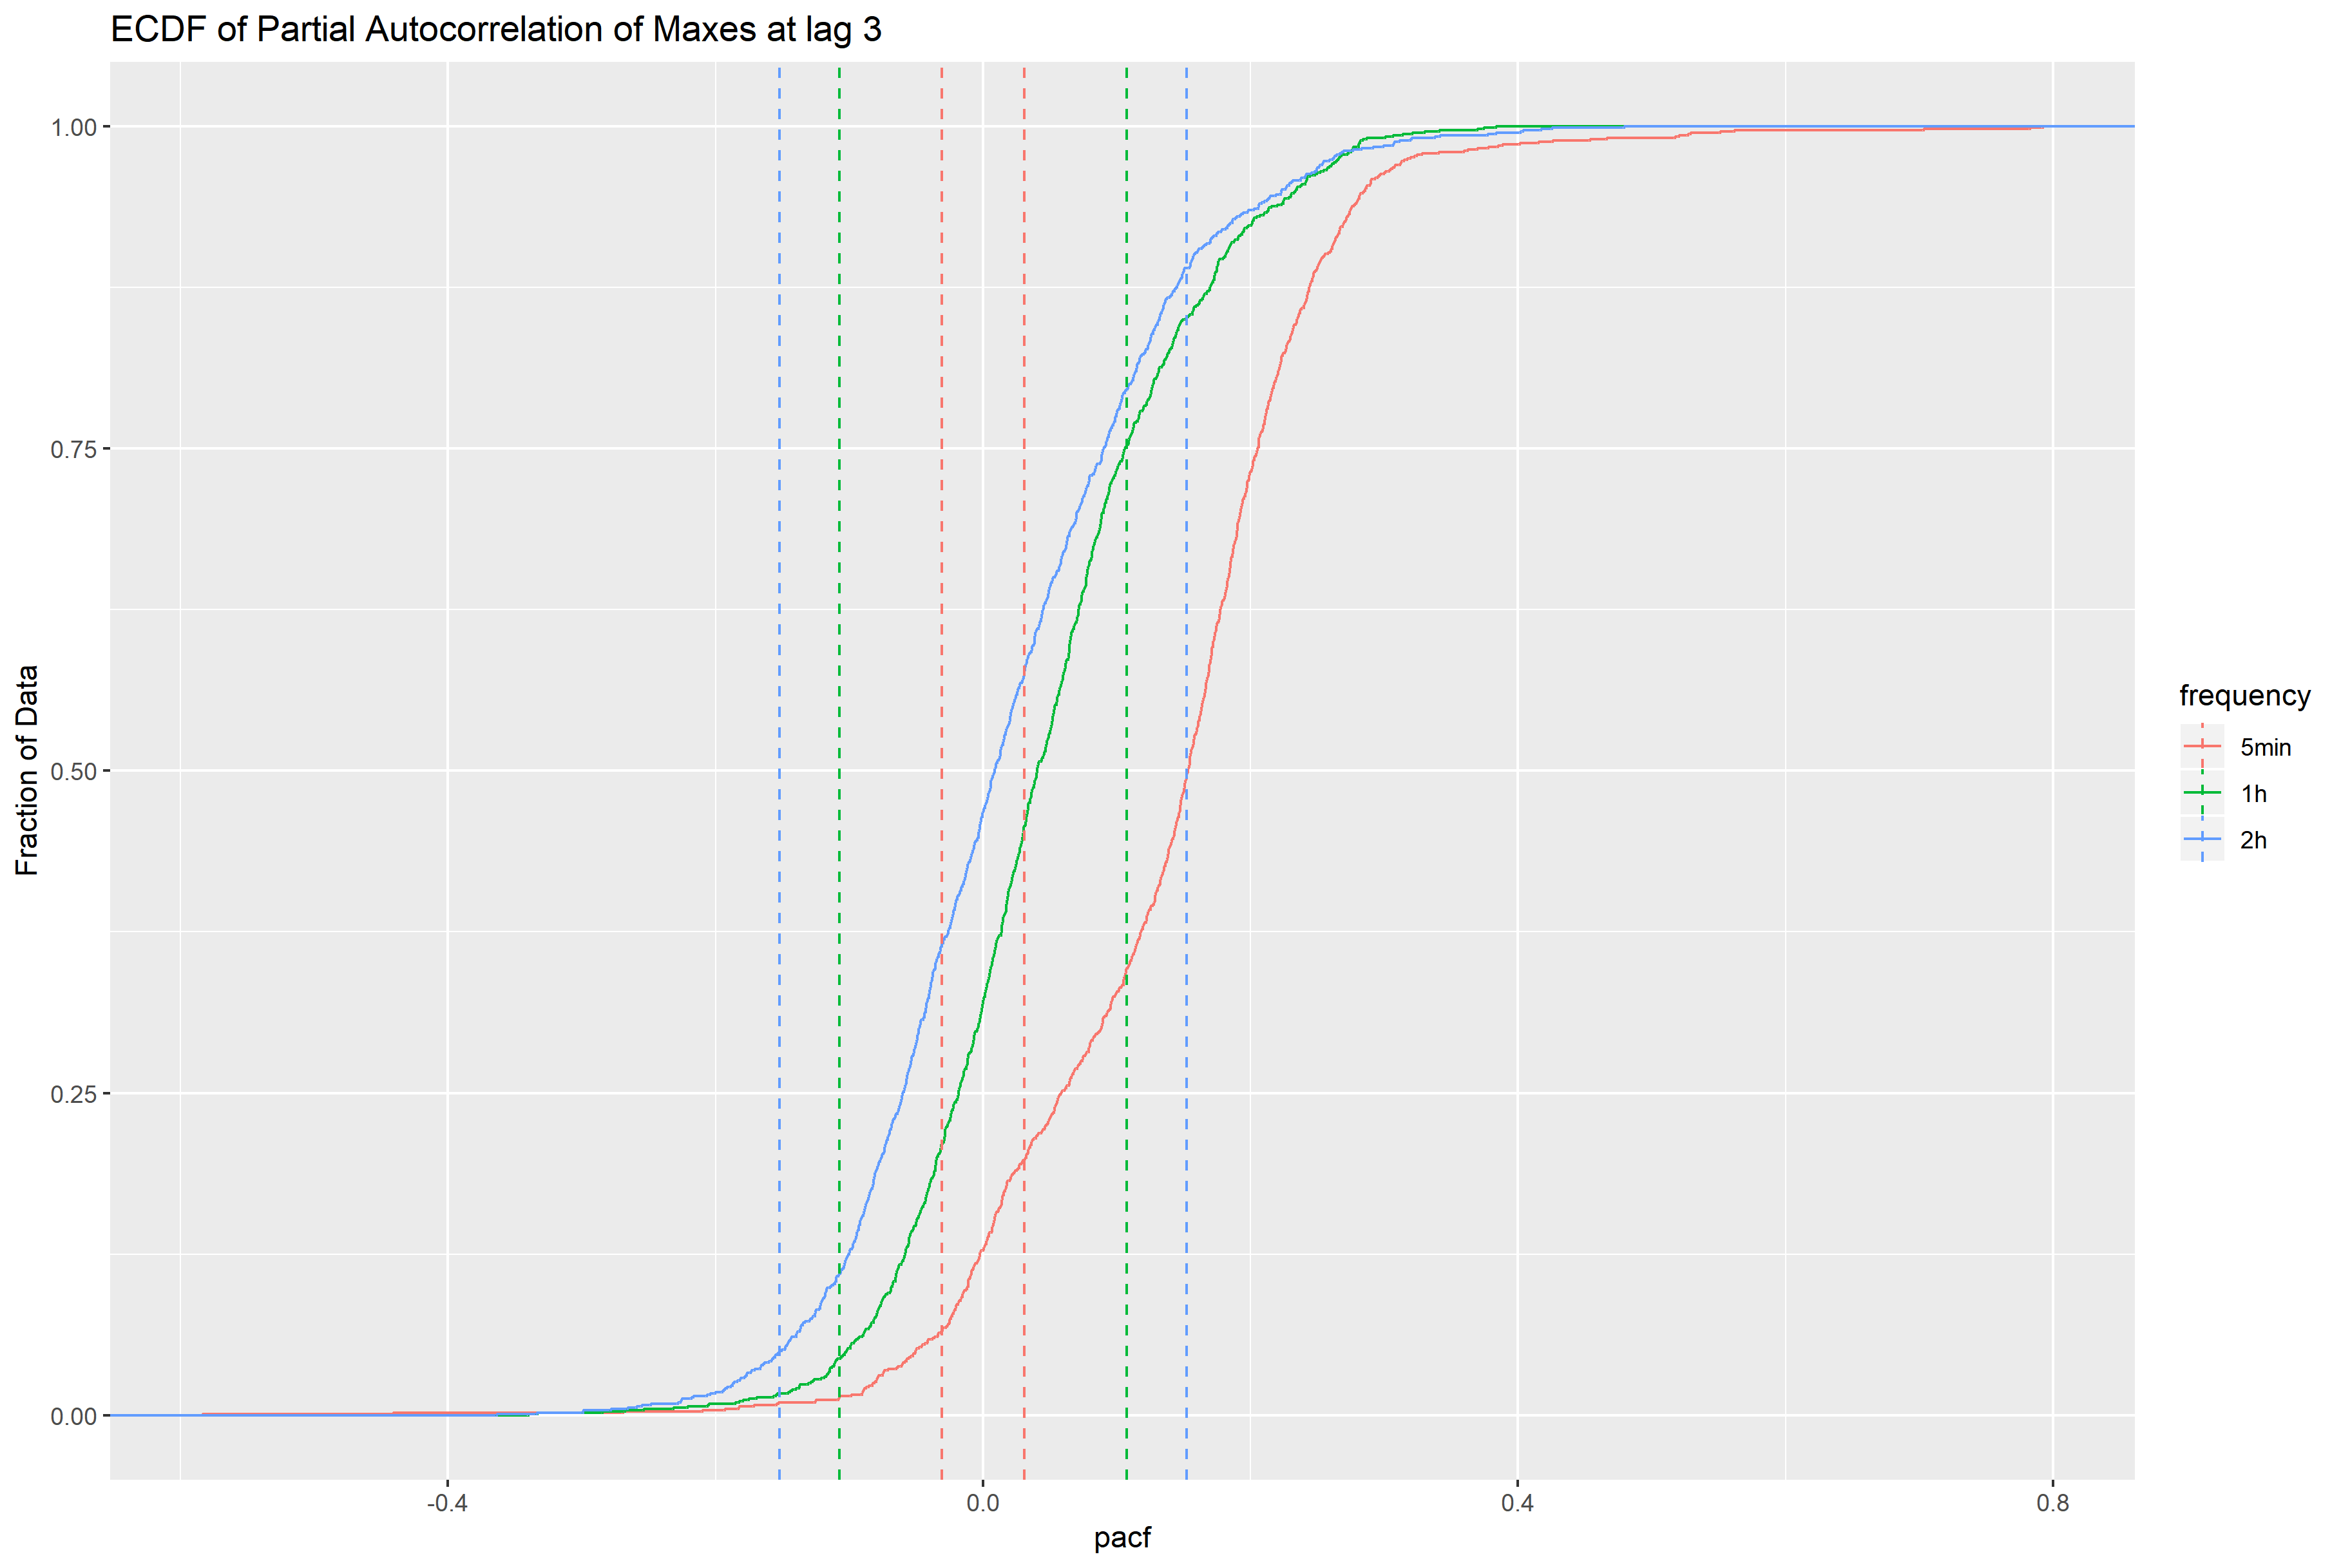 ECDF of Partial Autocorrelation of Maxes at lag 3
Fraction of Data
1.00
0.75
0.50
0.25
0.00
-0.4
0.0
0.4
0.8
pacf
frequency
5min
1h
2h